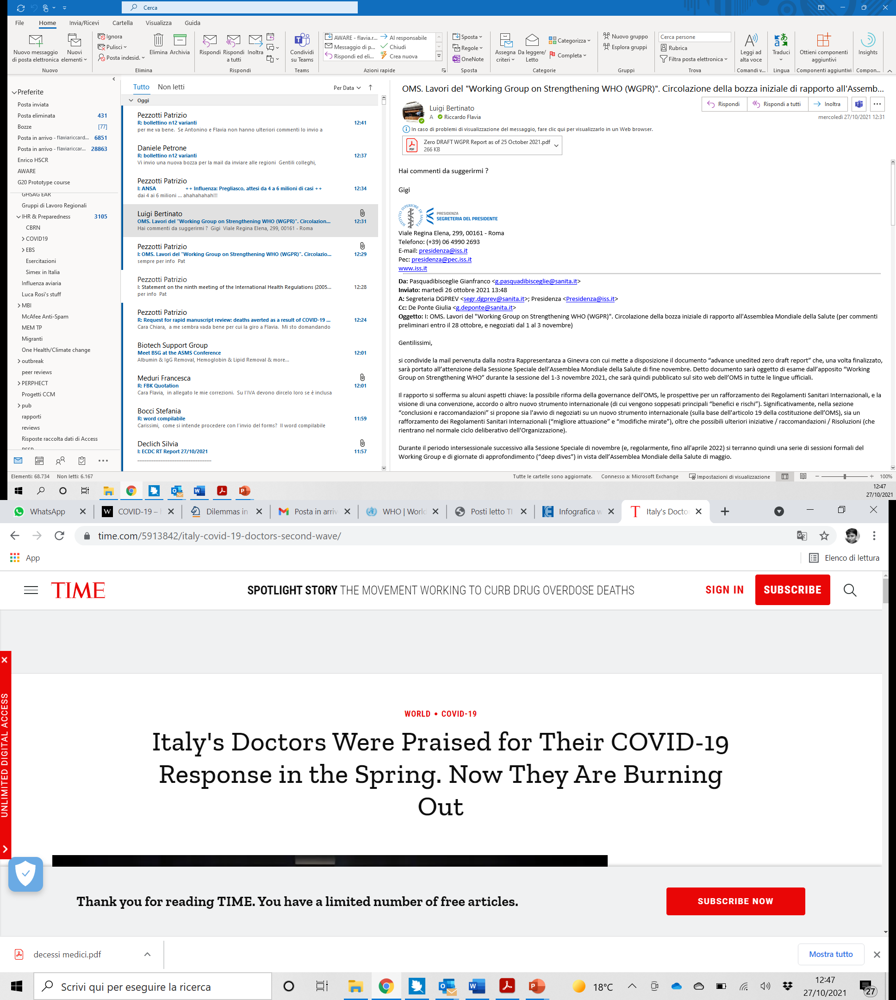 Cerca
File Home Invia/Ricevi Cartella Visualizza Guida
Nuovo messaggio di posta elettronica
Nuovi elementi
Nuovo
Ignora
Pulisci
Posta indesid.
Elimina Archivia
Elimina
Rispondi Rispondi a tutti Inoltra
Rispondi
Condividi su Teams
Teams
AWARE - flavia.r... Al responsabile
Messaggio di p... Chiudi
Rispondi ed eli... Crea nuova
Azioni rapide
Sposta
Regole
OneNote
Sposta
Assegna criteri Da leggere/ Letto
Categorizza
Completa
Categorie
Nuovo gruppo
Esplora gruppi
Gruppi
Cerca persone
Rubrica
Filtra posta elettronica
Trova
Leggi ad alta voce
Comandi v...
Traduci
Lingua
Ottieni componenti aggiuntivi
Componenti aggiuntivi
Insights
Compon...
Preferite
Posta inviata
Posta eliminata 431
Bozze [77]
Posta in arrivo - flaviariccard... 6851
Posta in arrivo - flaviariccar... 28863
Enrico HSCR
AWARE
G20 Prototype course
GHSAG EAR
Gruppi di Lavoro Regionali
IHR & Preparedness 3105
CBRN
COVID19
EBS
Esercitazioni
Simex in Italia
Influenza aviaria
Luca Rosi's stuff
MBI
McAfee Anti-Spam
MEM TP
Migranti
One Health/Climate change
outbreak
peer reviews
PERPHECT
Progetti CCM
pub
rapporti
reviews
Risposte raccolta dati di Access
Tutto Non letti Per Data
Oggi
Pezzotti Patrizio
R: bollettino n12 varianti 12:41
per me va bene. Se Antonino e Flavia non hanno ulteriori commenti lo invio a
Daniele Petrone
R: bollettino n12 varianti 12:37
Vi invio una nuova bozza per la mail da inviare alle regioni Gentili colleghi,
Pezzotti Patrizio
I: ANSA ++ Influenza: Pregliasco, attesi da 4 a 6 milioni di casi ++ 12:34
dai 4 ai 6 milioni ... ahahahahah!!!
Luigi Bertinato
OMS. Lavori del "Working Group on Strengthening WHO (WGPR)". Circolazion... 12:31
Hai commenti da suggerirmi ? Gigi Viale Regina Elena, 299, 00161 - Roma
Pezzotti Patrizio
I: OMS. Lavori del "Working Group on Strengthening WHO (WGPR)". Circolazio... 12:29
sempre per info Pat
Pezzotti Patrizio
I: Statement on the ninth meeting of the International Health Regulations (2005... 12:28
per info Pat
Pezzotti Patrizio
R: Request for rapid manuscript review: deaths averted as a result of COVID-19 ... 12:24
Cara Chiara, a me sembra vada bene per cui la giro a Flavia. Mi sto domandando
Biotech Support Group
Meet BSG at the ASMS Conference 12:01
Albumin & IgG Removal, Hemoglobin & Lipid Removal & more...
Meduri Francesca
R: FBK Quotation 12:01
Cara Flavia, in allegato le mie correzioni. Su l'IVA devono dircelo loro se è inclusa
Bocci Stefania
R: word compilabile 11:59
Carissimi, come si intende procedere con l'invio del forms? Il word compilabile
Declich Silvia
I: ECDC RT Report 27/10/2021 11:57
OMS. Lavori del "Working Group on Strengthening WHO (WGPR)". Circolazione della bozza iniziale di rapporto all'Assemb...
Luigi Bertinato
A Riccardo Flavia
Rispondi Rispondi a tutti Inoltra
mercoledì 27/10/2021 12:31
In caso di problemi di visualizzazione del messaggio, fare clic qui per visualizzarlo in un Web browser.
Zero DRAFT WGPR Report as of 25 October 2021.pdf
266 KB
Hai commenti da suggerirmi ?
Gigi
ISTITUTO SUPERIORE DI SANITÀ
PRESIDENZA
SEGRETERIA DEL PRESIDENTE
Viale Regina Elena, 299, 00161 - Roma
Telefono: (+39) 06 4990 2693
E-mail: presidenza@iss.it
Pec: presidenza@pec.iss.it
www.iss.it
Da: Pasquadibisceglie Gianfranco <g.pasquadibisceglie@sanita.it>
Inviato: martedì 26 ottobre 2021 13:48
A: Segreteria DGPREV <segr.dgprev@sanita.it>; Presidenza <Presidenza@iss.it>
Cc: De Ponte Giulia <g.deponte@sanita.it>
Oggetto: I: OMS. Lavori del "Working Group on Strengthening WHO (WGPR)". Circolazione della bozza iniziale di rapporto all'Assemblea Mondiale della Salute (per commenti
preliminari entro il 28 ottobre, e negoziati dal 1 al 3 novembre)
Gentilissimi,
si condivide la mail pervenuta dalla nostra Rappresentanza a Ginevra con cui mette a disposizione il documento “advance unedited zero draft report” che, una volta finalizzato,
sarà portato all’attenzione della Sessione Speciale dell’Assemblea Mondiale della Salute di fine novembre. Detto documento sarà oggetto di esame dall’apposito “Working
Group on Strengthening WHO” durante la sessione del 1-3 novembre 2021, che sarà quindi pubblicato sul sito web dell’OMS in tutte le lingue ufficiali.
Il rapporto si sofferma su alcuni aspetti chiave: la possibile riforma della governance dell’OMS, le prospettive per un rafforzamento dei Regolamenti Sanitari Internazionali, e la
visione di una convenzione, accordo o altro nuovo strumento internazionale (di cui vengono soppesati principali “benefici e rischi”). Significativamente, nella sezione
“conclusioni e raccomandazioni” si propone sia l'avvio di negoziati su un nuovo strumento internazionale (sulla base dell'articolo 19 della costituzione dell’OMS), sia un
rafforzamento dei Regolamenti Sanitari Internazionali (“migliore attuazione” e “modifiche mirate”), oltre che possibili ulteriori iniziative / raccomandazioni / Risoluzioni (che
rientrano nel normale ciclo deliberativo dell'Organizzazione).
Durante il periodo intersessionale successivo alla Sessione Speciale di novembre (e, regolarmente, fino all'aprile 2022) si terranno quindi una serie di sessioni formali del
Working Group e di giornate di approfondimento (“deep dives”) in vista dell’Assemblea Mondiale della Salute di maggio.
Elementi: 68.734 Non letti: 6.167 Tutte le cartelle sono aggiornate. Connesso a: Microsoft Exchange Impostazioni di visualizzazione 100%
12:47
27/10/2021
WhatsApp COVID-19 – Dilemmas in Posta in arriv WHO | World Posti letto TI Infografica w Italy's Docto
time.com/5913842/italy-covid-19-doctors-second-wave/
App Elenco di lettura
TIME SPOTLIGHT STORY THE MOVEMENT WORKING TO CURB DRUG OVERDOSE DEATHS SIGN IN SUBSCRIBE
UNLIMITED DIGITAL ACCESS
WORLD • COVID-19
Italy's Doctors Were Praised for Their COVID-19
Response in the Spring. Now They Are Burning
Out
Thank you for reading TIME. You have a limited number of free articles. SUBSCRIBE NOW
decessi medici.pdf Mostra tutto
Scrivi qui per eseguire la ricerca 18°C 12:47
27/10/2021 27